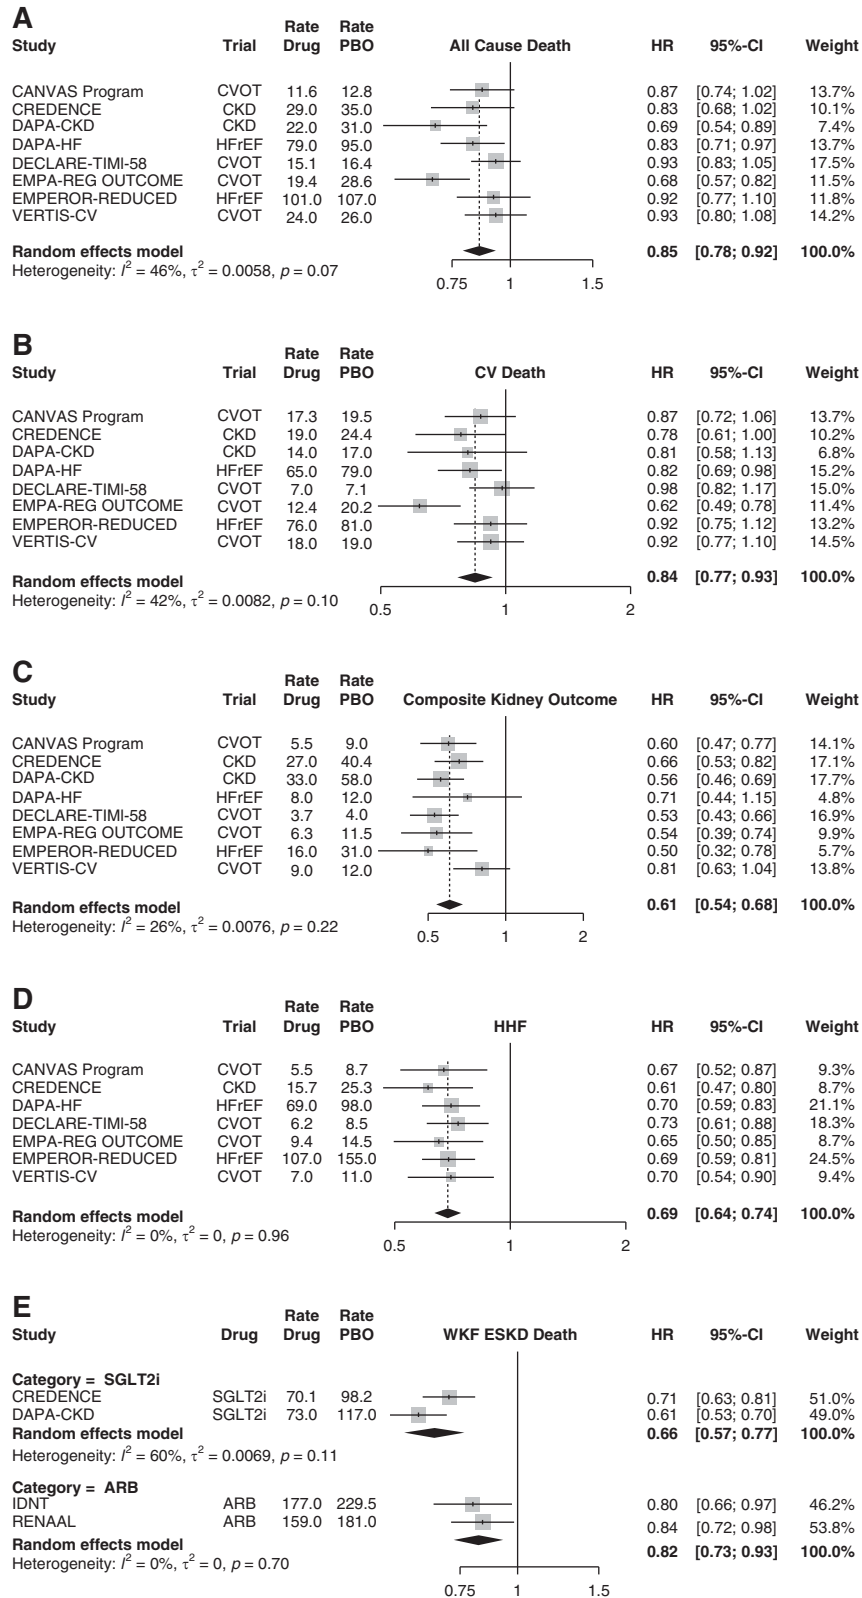 A
Rate Rate
Study Trial Drug PBO All Cause Death HR 95%-CI Weight
CANVAS Program CVOT 11.6 12.8 0.87 [0.74; 1.02] 13.7%
CREDENCE CKD 29.0 35.0 0.83 [0.68; 1.02] 10.1%
DAPA-CKD CKD 22.0 31.0 0.69 [0.54; 0.89] 7.4%
DAPA-HF HFrEF 79.0 95.0 0.83 [0.71; 0.97] 13.7%
DECLARE-TIMI-58 CVOT 15.1 16.4 0.93 [0.83; 1.05] 17.5%
EMPA-REG OUTCOME CVOT 19.4 28.6 0.68 [0.57; 0.82] 11.5%
EMPEROR-REDUCED HFrEF 101.0 107.0 0.92 [0.77; 1.10] 11.8%
VERTIS-CV CVOT 24.0 26.0 0.93 [0.80; 1.08] 14.2%
Random effects model 0.85 [0.78; 0.92] 100.0%
Heterogeneity: I² = 46%, τ² = 0.0058, p = 0.07
0.75 1 1.5
B
Rate Rate
Study Trial Drug PBO CV Death HR 95%-CI Weight
CANVAS Program CVOT 17.3 19.5 0.87 [0.72; 1.06] 13.7%
CREDENCE CKD 19.0 24.4 0.78 [0.61; 1.00] 10.2%
DAPA-CKD CKD 14.0 17.0 0.81 [0.58; 1.13] 6.8%
DAPA-HF HFrEF 65.0 79.0 0.82 [0.69; 0.98] 15.2%
DECLARE-TIMI-58 CVOT 7.0 7.1 0.98 [0.82; 1.17] 15.0%
EMPA-REG OUTCOME CVOT 12.4 20.2 0.62 [0.49; 0.78] 11.4%
EMPEROR-REDUCED HFrEF 76.0 81.0 0.92 [0.75; 1.12] 13.2%
VERTIS-CV CVOT 18.0 19.0 0.92 [0.77; 1.10] 14.5%
Random effects model 0.84 [0.77; 0.93] 100.0%
Heterogeneity: I² = 42%, τ² = 0.0082, p = 0.10
0.5 1 2
C
Rate Rate
Study Trial Drug PBO Composite Kidney Outcome HR 95%-CI Weight
CANVAS Program CVOT 5.5 9.0 0.60 [0.47; 0.77] 14.1%
CREDENCE CKD 27.0 40.4 0.66 [0.53; 0.82] 17.1%
DAPA-CKD CKD 33.0 58.0 0.56 [0.46; 0.69] 17.7%
DAPA-HF HFrEF 8.0 12.0 0.71 [0.44; 1.15] 4.8%
DECLARE-TIMI-58 CVOT 3.7 4.0 0.53 [0.43; 0.66] 16.9%
EMPA-REG OUTCOME CVOT 6.3 11.5 0.54 [0.39; 0.74] 9.9%
EMPEROR-REDUCED HFrEF 16.0 31.0 0.50 [0.32; 0.78] 5.7%
VERTIS-CV CVOT 9.0 12.0 0.81 [0.63; 1.04] 13.8%
Random effects model 0.61 [0.54; 0.68] 100.0%
Heterogeneity: I² = 26%, τ² = 0.0076, p = 0.22
0.5 1 2
D
Rate Rate
Study Trial Drug PBO HHF HR 95%-CI Weight
CANVAS Program CVOT 5.5 8.7 0.67 [0.52; 0.87] 9.3%
CREDENCE CKD 15.7 25.3 0.61 [0.47; 0.80] 8.7%
DAPA-HF HFrEF 69.0 98.0 0.70 [0.59; 0.83] 21.1%
DECLARE-TIMI-58 CVOT 6.2 8.5 0.73 [0.61; 0.88] 18.3%
EMPA-REG OUTCOME CVOT 9.4 14.5 0.65 [0.50; 0.85] 8.7%
EMPEROR-REDUCED HFrEF 107.0 155.0 0.69 [0.59; 0.81] 24.5%
VERTIS-CV CVOT 7.0 11.0 0.70 [0.54; 0.90] 9.4%
Random effects model 0.69 [0.64; 0.74] 100.0%
Heterogeneity: I² = 0%, τ² = 0, p = 0.96
0.5 1 2
E
Rate Rate
Study Drug Drug PBO WKF ESKD Death HR 95%-CI Weight
Category = SGLT2i
CREDENCE SGLT2i 70.1 98.2 0.71 [0.63; 0.81] 51.0%
DAPA-CKD SGLT2i 73.0 117.0 0.61 [0.53; 0.70] 49.0%
Random effects model 0.66 [0.57; 0.77] 100.0%
Heterogeneity: I² = 60%, τ² = 0.0069, p = 0.11
Category = ARB
IDNT ARB 177.0 229.5 0.80 [0.66; 0.97] 46.2%
RENAAL ARB 159.0 181.0 0.84 [0.72; 0.98] 53.8%
Random effects model 0.82 [0.73; 0.93] 100.0%
Heterogeneity: I² = 0%, τ² = 0, p = 0.70
0.75 1 1.5